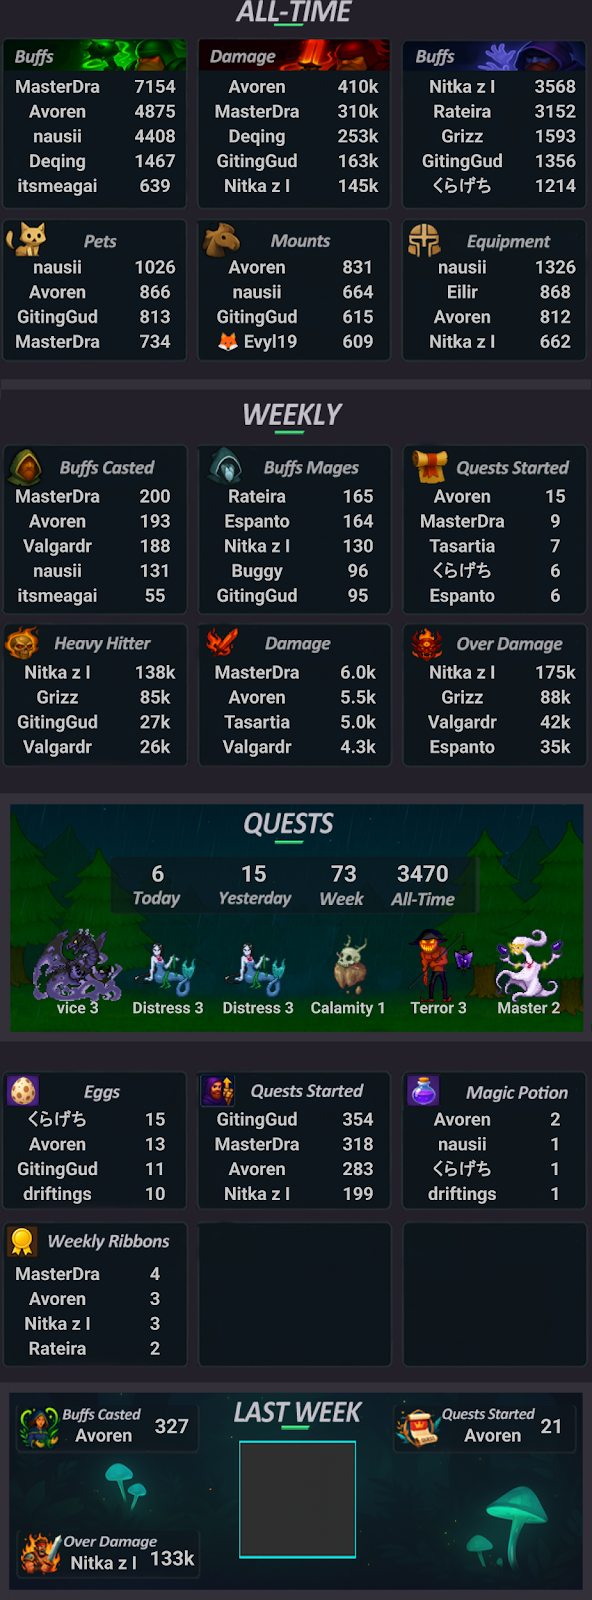 ALL-TIME
Buffs
MasterDra 7154
Avoren 4875
nausii 4408
Deqing 1467
itsmeagai 639
Damage
Avoren 410k
MasterDra 310k
Deqing 253k
GitingGud 163k
Nitka z l 145k
Buffs
Nitka z l 3568
Rateira 3152
Grizz 1593
GitingGud 1356
くらげち 1214
Pets
nausii 1026
Avoren 866
GitingGud 813
MasterDra 734
Mounts
Avoren 831
nausii 664
GitingGud 615
🦊 Evyl19 609
Equipment
nausii 1326
Eilir 868
Avoren 812
Nitka z l 662
WEEKLY
Buffs Casted
MasterDra 200
Avoren 193
Valgardr 188
nausii 131
itsmeagai 55
Buffs Mages
Rateira 165
Espanto 164
Nitka z l 130
Buggy 96
GitingGud 95
Quests Started
Avoren 15
MasterDra 9
Tasartia 7
くらげち 6
Espanto 6
Heavy Hitter
Nitka z l 138k
Grizz 85k
GitingGud 27k
Valgardr 26k
Damage
MasterDra 6.0k
Avoren 5.5k
Tasartia 5.0k
Valgardr 4.3k
Over Damage
Nitka z l 175k
Grizz 88k
Valgardr 42k
Espanto 35k
QUESTS
6 15 73 3470
Today Yesterday Week All-Time
vice 3 Distress 3 Distress 3 Calamity 1 Terror 3 Master 2
Eggs
くらげち 15
Avoren 13
GitingGud 11
driftings 10
Quests Started
GitingGud 354
MasterDra 318
Avoren 283
Nitka z l 199
Magic Potion
Avoren 2
nausii 1
くらげち 1
driftings 1
Weekly Ribbons
MasterDra 4
Avoren 3
Nitka z l 3
Rateira 2
LAST WEEK
Buffs Casted
Avoren 327
Quests Started
Avoren 21
Over Damage
Nitka z l 133k